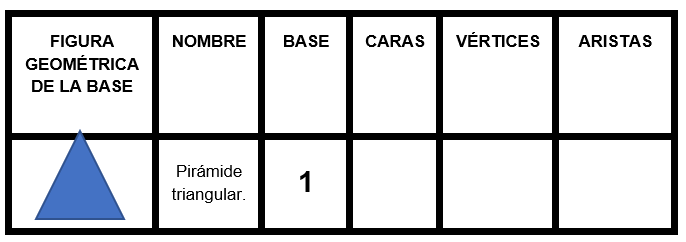 FIGURA
GEOMÉTRICA
DE LA BASE
NOMBRE
BASE
CARAS
VÉRTICES
ARISTAS
Pirámide
triangular.
1